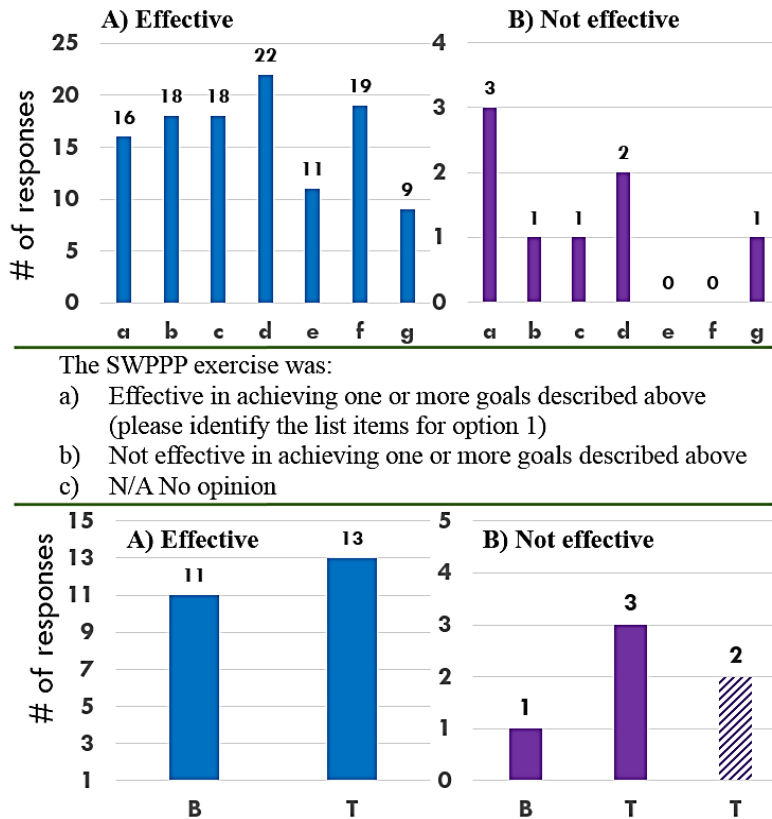 A) Effective
# of responses
25
20
15
10
5
0
16
18
18
22
11
19
9
a b c d e f g
B) Not effective
4
3
2
1
0
3
1
1
2
0
0
1
a b c d e f g
The SWPPP exercise was:
a) Effective in achieving one or more goals described above
(please identify the list items for option 1)
b) Not effective in achieving one or more goals described above
c) N/A No opinion
A) Effective
# of responses
15
13
11
9
7
5
3
1
11
13
B T
B) Not effective
5
4
3
2
1
0
1
3
2
B T T